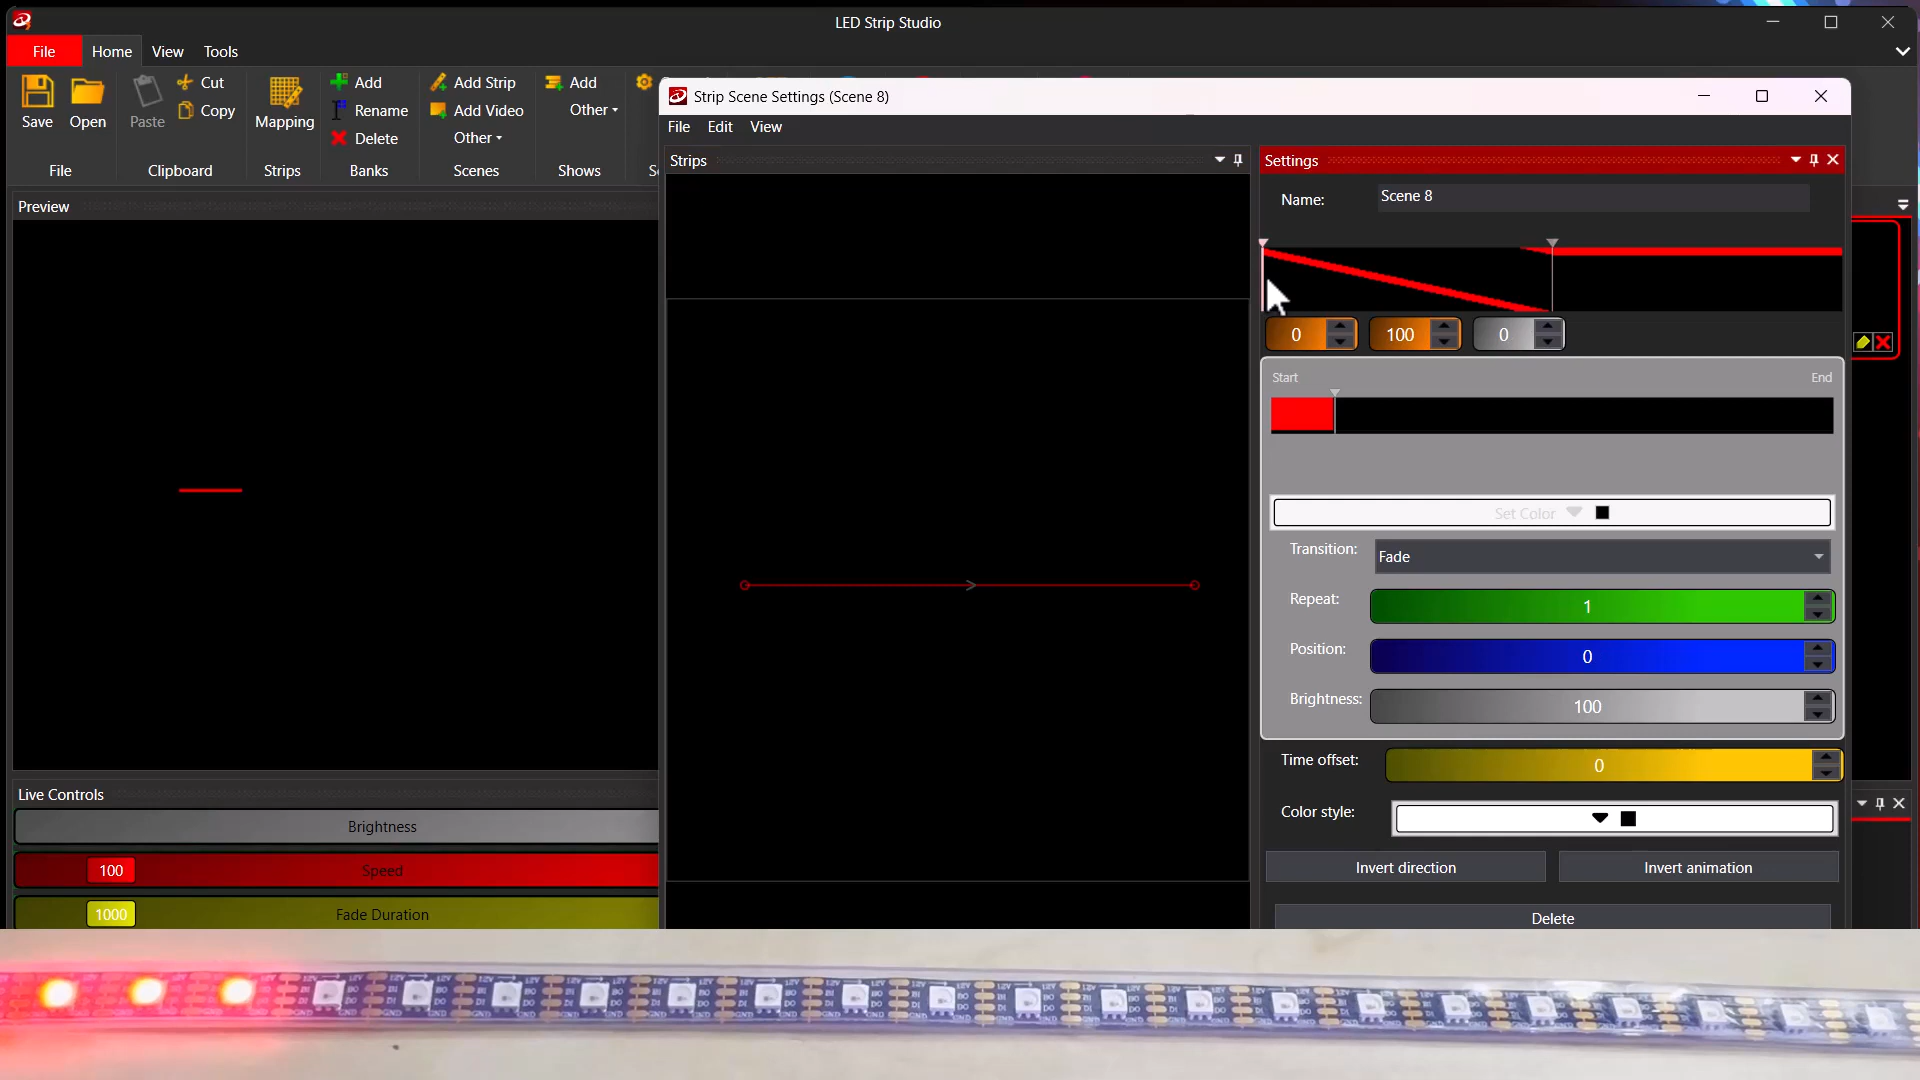 LED Strip Studio
File Home View Tools
Save Open
Paste Cut
Copy
Mapping
Add
Rename
Delete
Add Strip
Add Video
Other
Add
Other
File Clipboard Strips Banks Scenes Shows
Strip Scene Settings (Scene 8)
File Edit View
Preview
Strips
Settings
Name: Scene 8
0 100 0
Start End
Set Color
Transition: Fade
Repeat: 1
Position: 0
Brightness: 100
Time offset: 0
Color style:
Invert direction Invert animation
Delete
Live Controls
Brightness
100 Speed
1000 Fade Duration